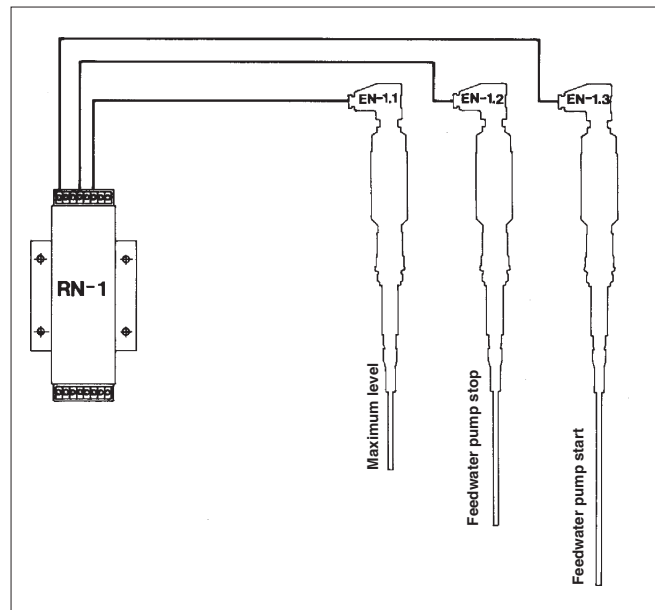 EN-1.1
EN-1.2
EN-1.3
RN-1
Maximum level
Feedwater pump stop
Feedwater pump start